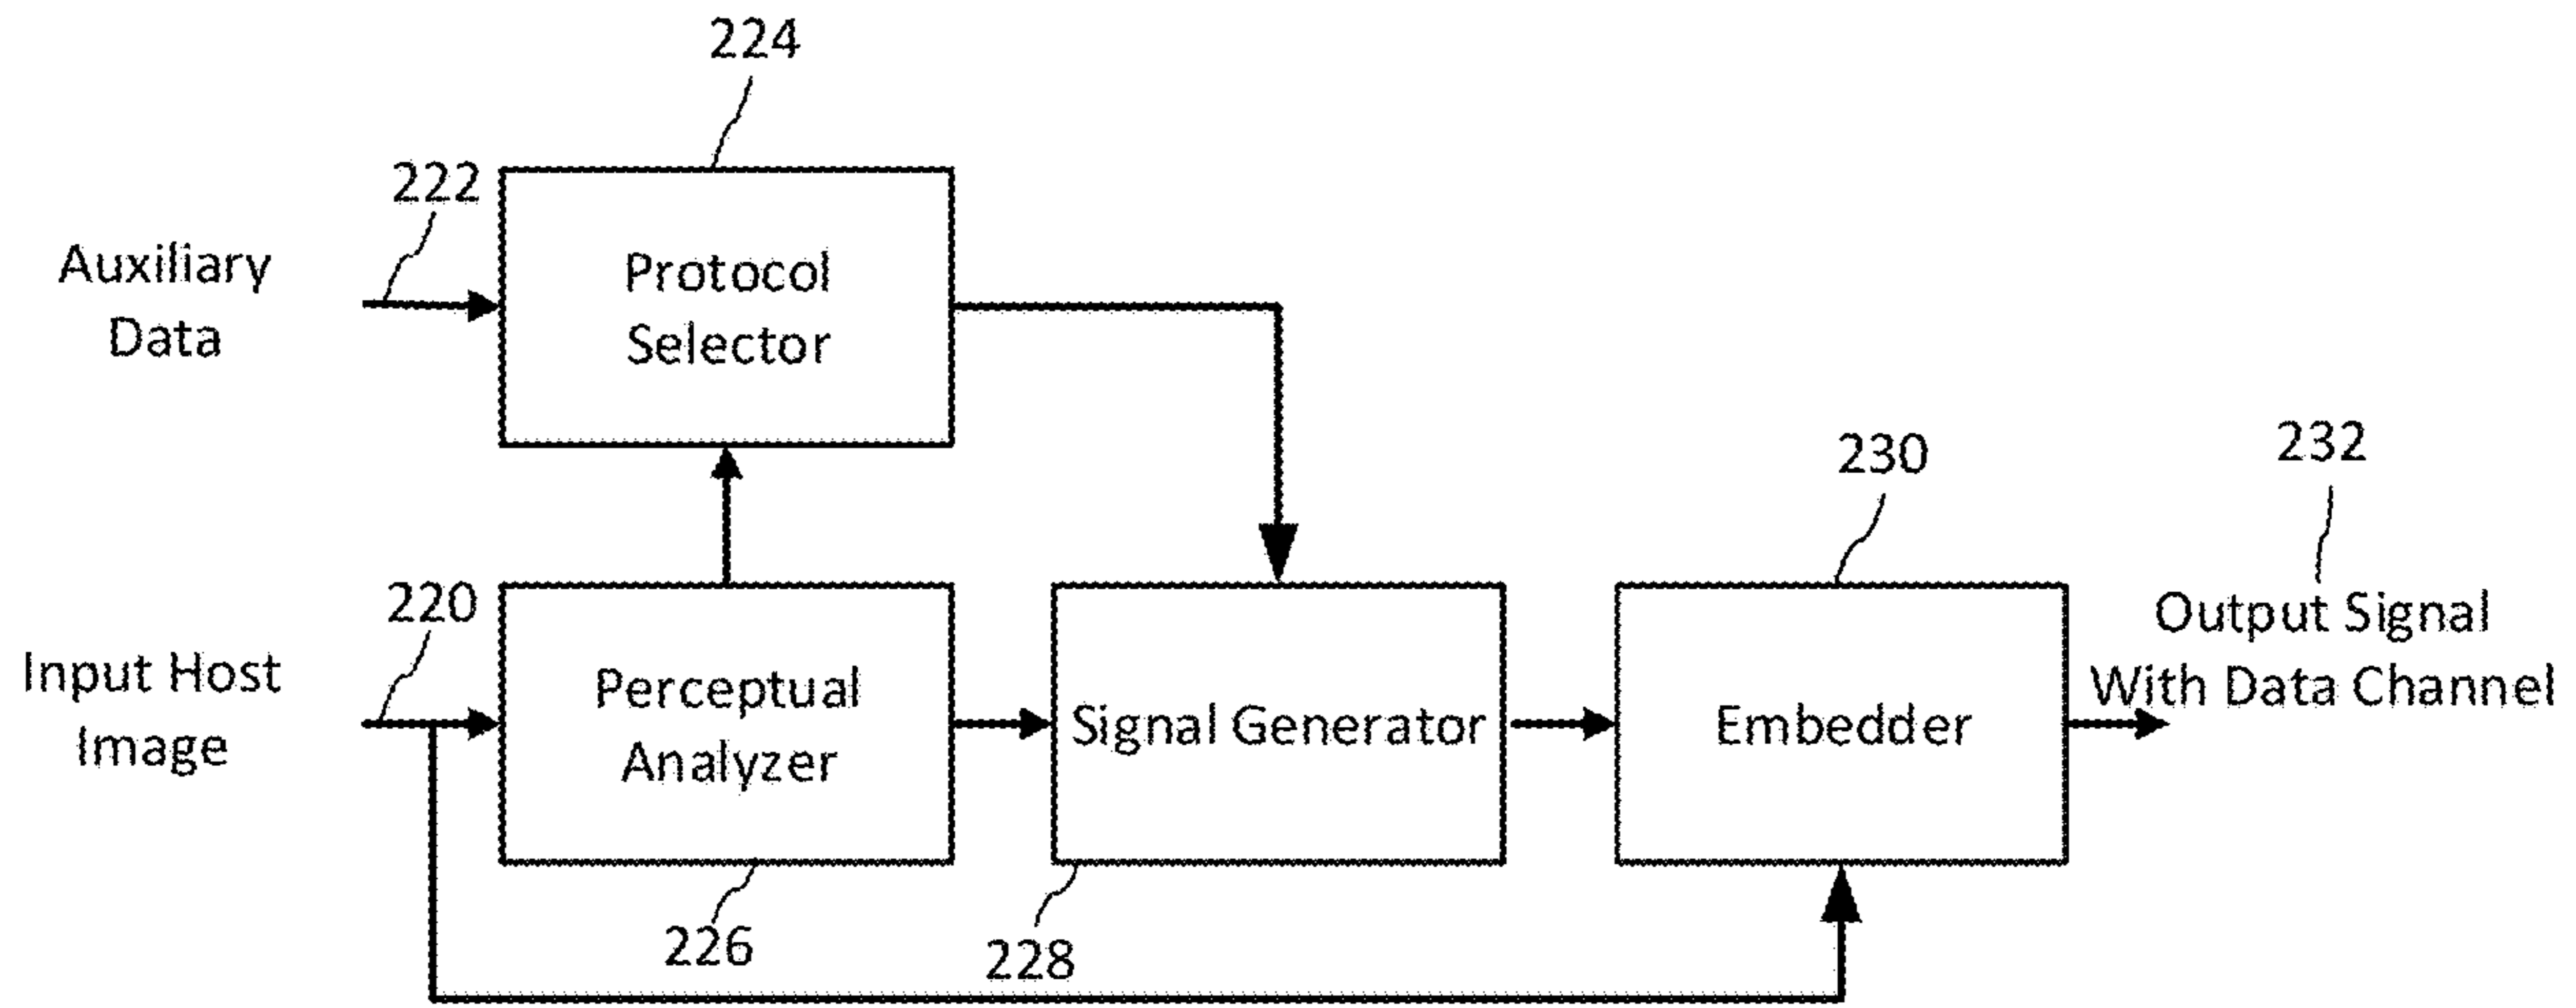 224
222
Auxiliary
Data
Protocol
Selector
230
232
220
Input Host
Image
Perceptual
Analyzer
Signal Generator
Embedder
Output Signal
With Data Channel
226
228